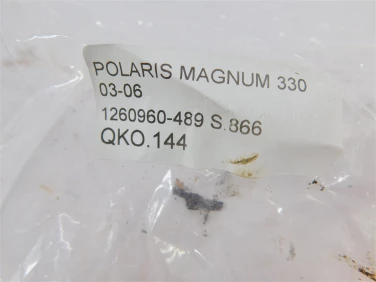 POLARIS MAGNUM 330
03-06
1260960-489 S.866
QKO.144